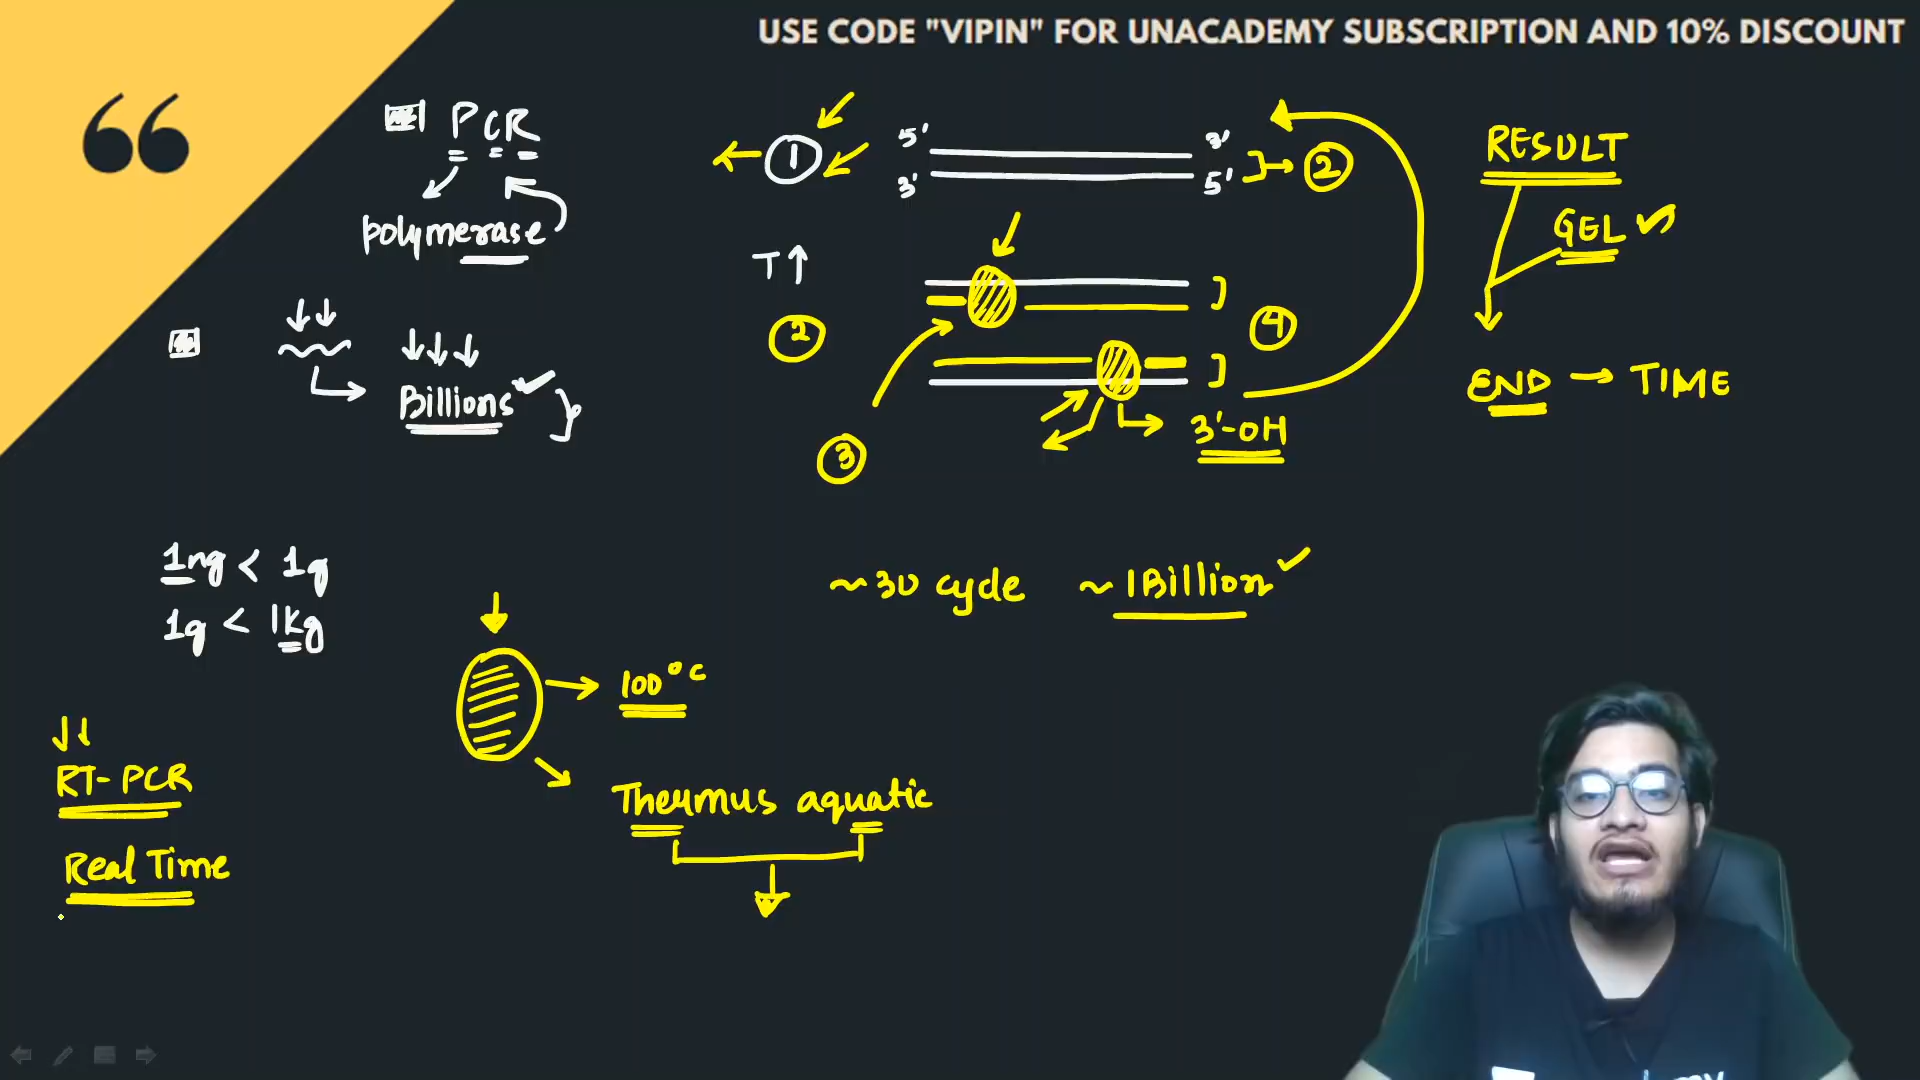 USE CODE "VIPIN" FOR UNACADEMY SUBSCRIPTION AND 10% DISCOUNT
PCR
polymerase
Billions
1ng < 1g
1g < 1kg
RT-PCR
Real Time
100°C
Thermus aquatic
1
5' 3'
3' 5'
2
T↑
2
4
3
3'-OH
~30 cycle ~1Billion
RESULT
GEL
END → TIME